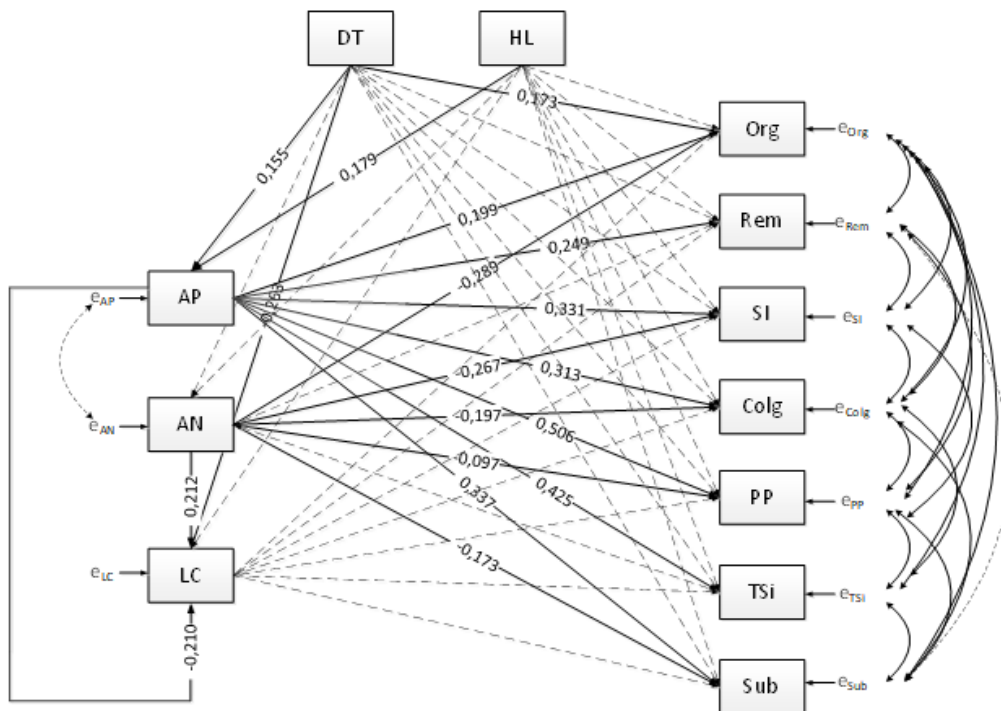 DT
HL
0,173
Org
eOrg
0,155
0,179
0,199
Rem
eRem
0,249
-0,289
AP
eAP
-0,263
0,331
SI
eSI
0,313
-0,267
AN
eAN
-0,197
Colg
eColg
0,506
0,097
0,425
0,337
0,212
PP
ePP
-0,173
LC
eLC
TSi
eTSi
-0,210
Sub
eSub